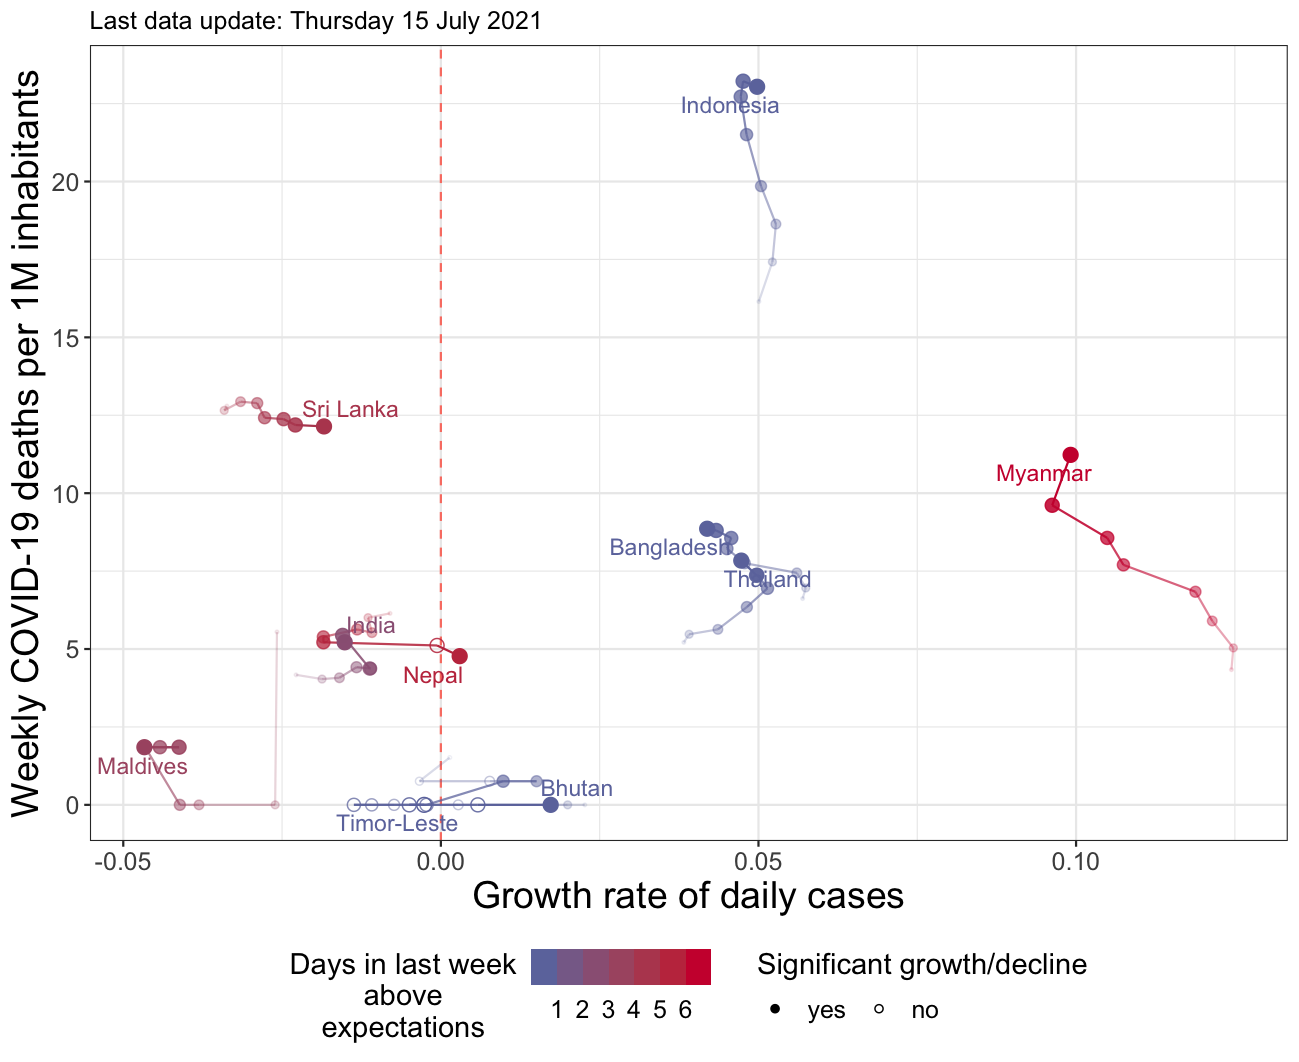 Last data update: Thursday 15 July 2021
Weekly COVID-19 deaths per 1M inhabitants
20
15
10
5
0
Indonesia
Sri Lanka
Myanmar
Bangladesh
Thailand
India
Nepal
Maldives
Bhutan
Timor-Leste
-0.05 0.00 0.05 0.10
Growth rate of daily cases
Days in last week
above
expectations
1 2 3 4 5 6
Significant growth/decline
yes no